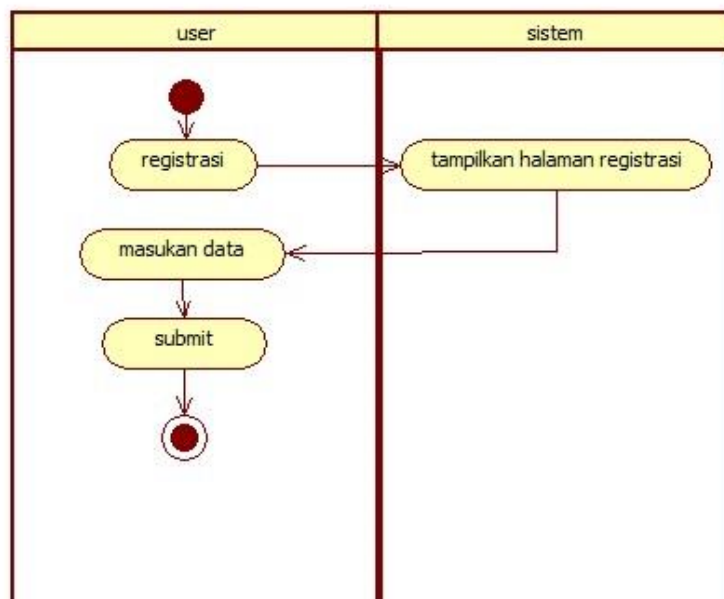 user
sistem
registrasi
tampilkan halaman registrasi
masukan data
submit